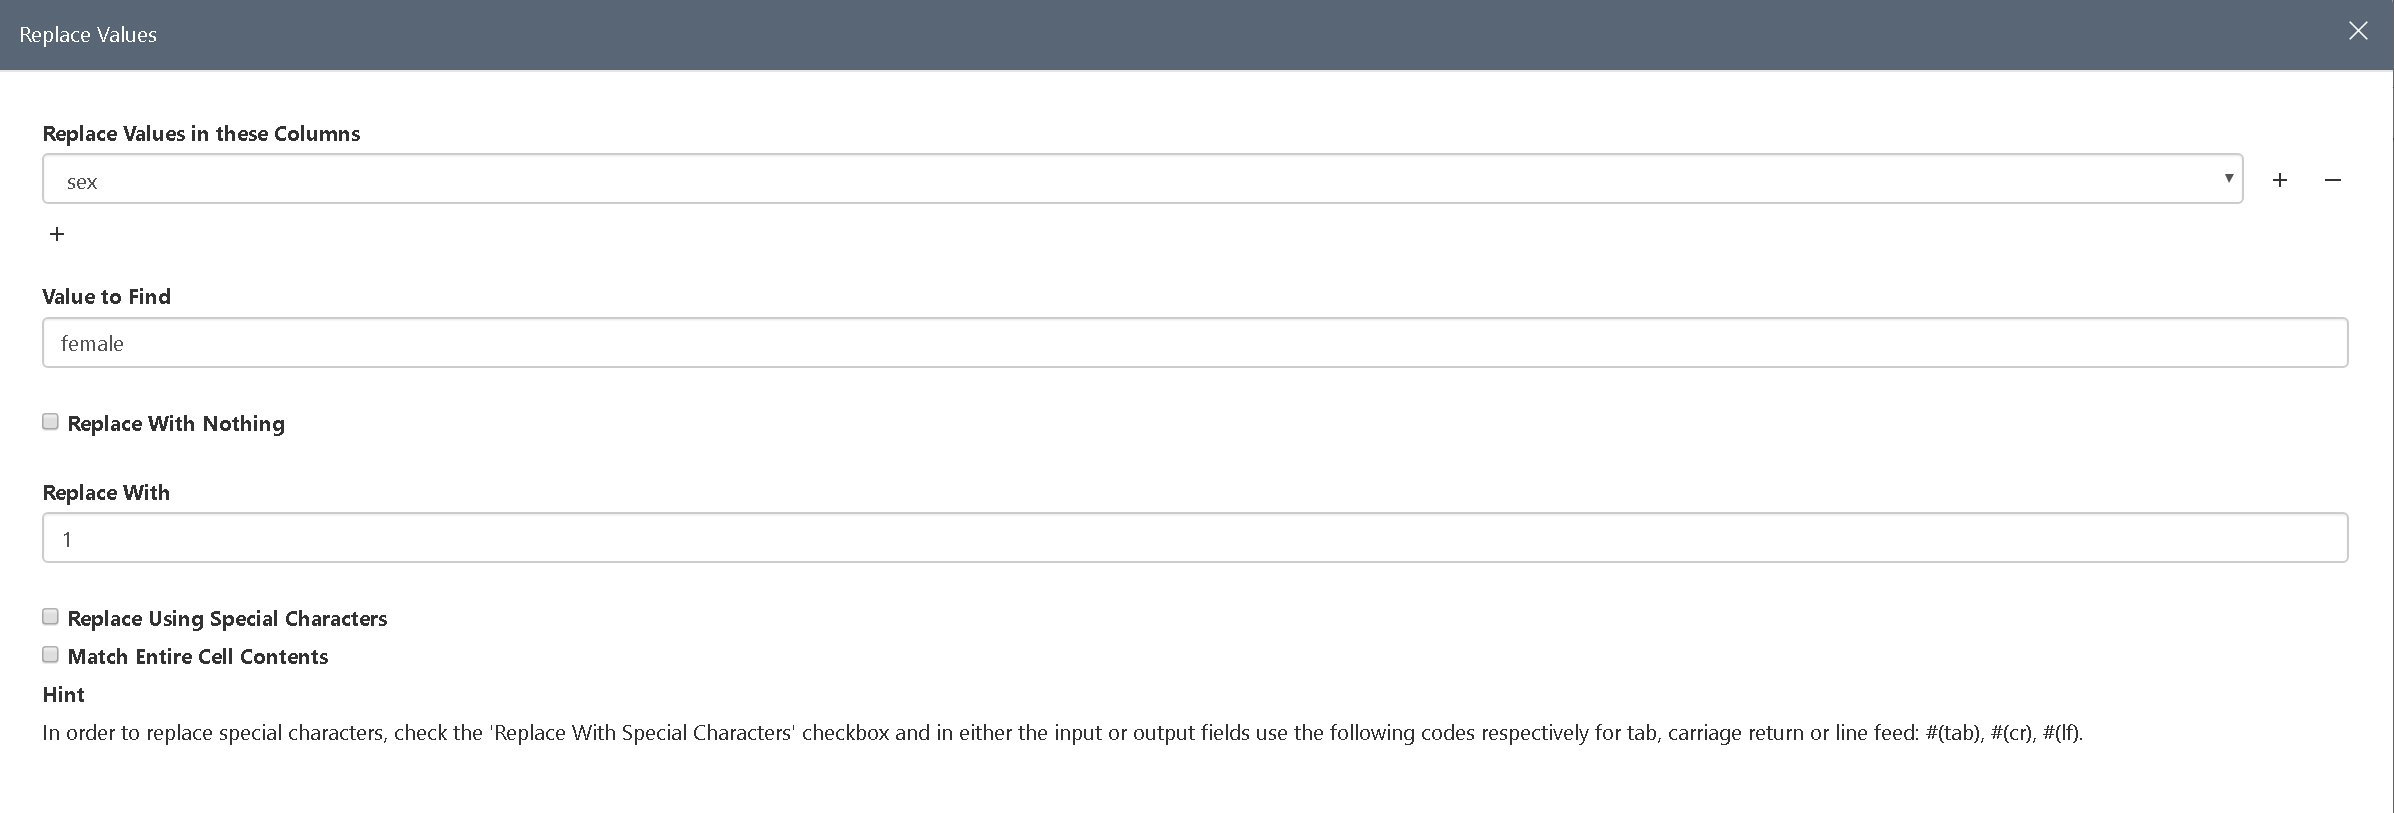 Replace Values
Replace Values in these Columns
sex
Value to Find
female
Replace With Nothing
Replace With
1
Replace Using Special Characters
Match Entire Cell Contents
Hint
In order to replace special characters, check the 'Replace With Special Characters' checkbox and in either the input or output fields use the following codes respectively for tab, carriage return or line feed: #(tab), #(cr), #(lf).